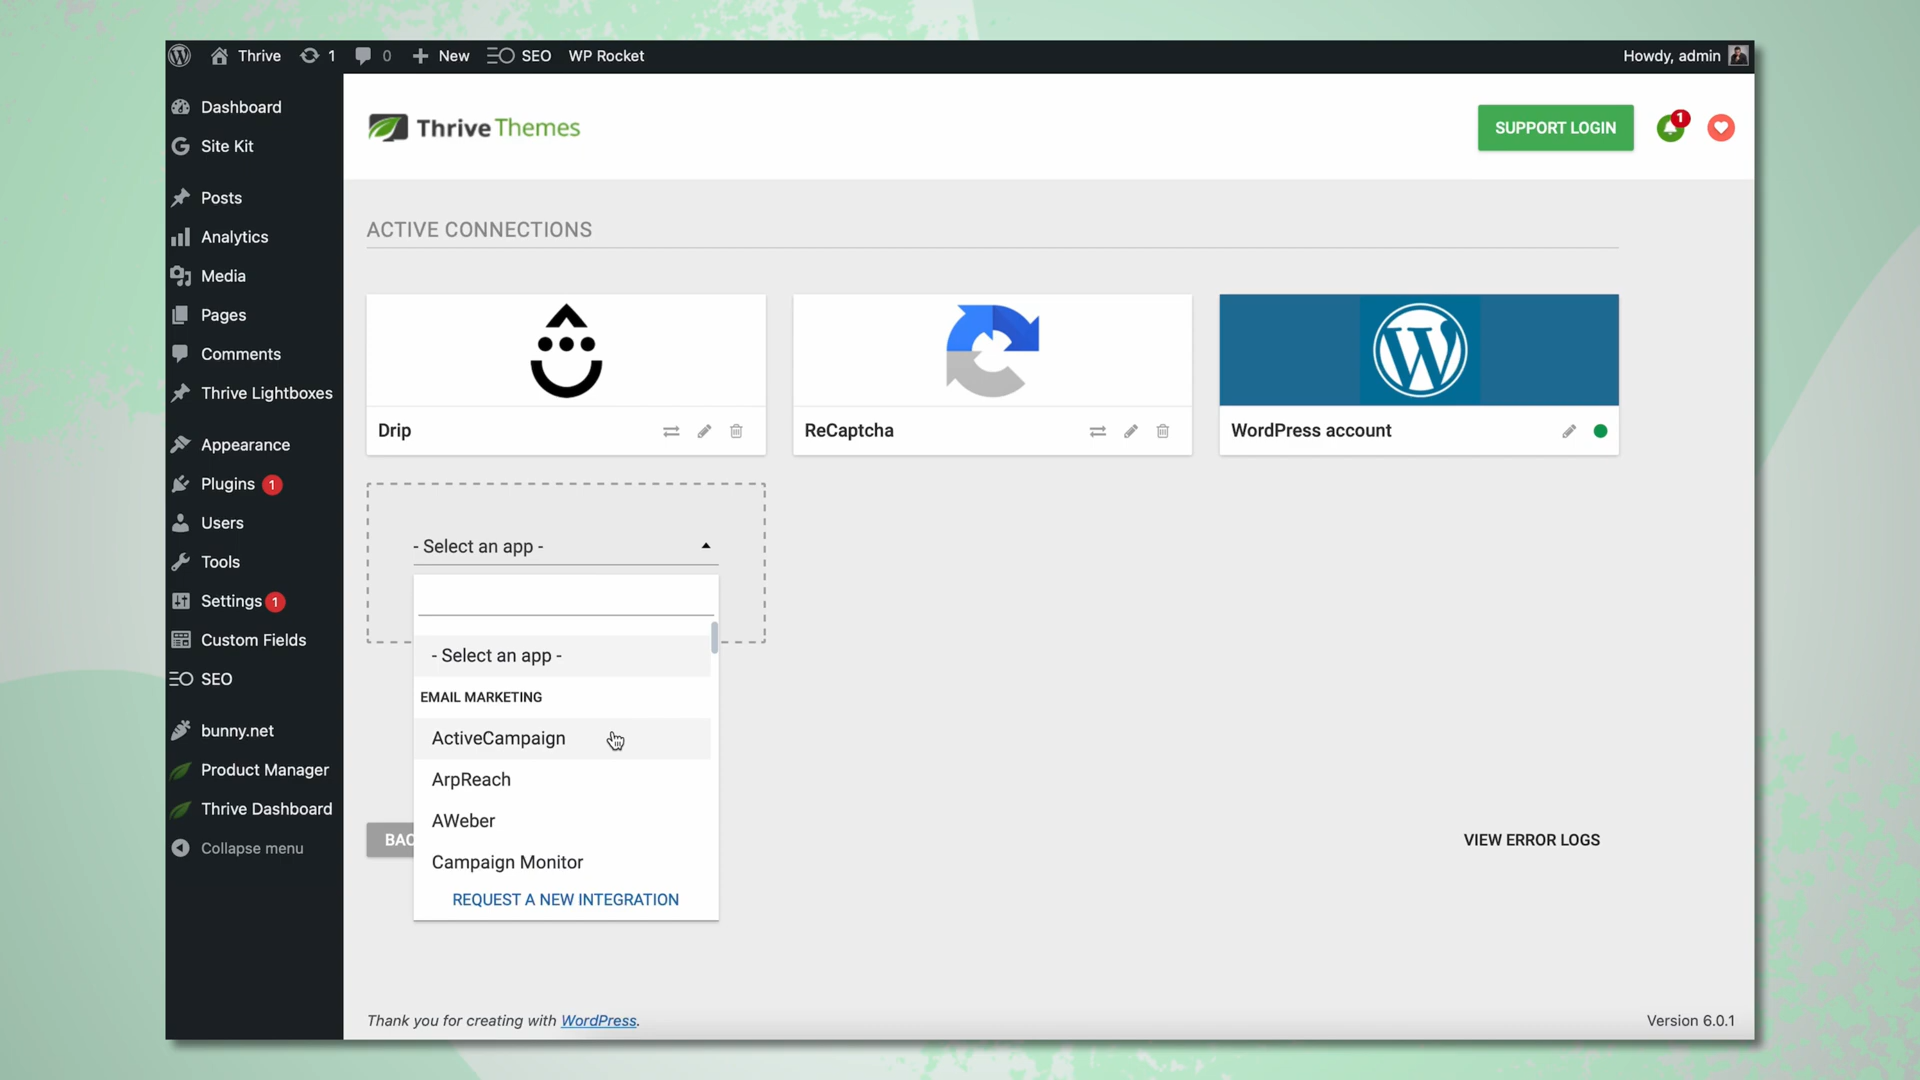 Thrive
1
0
New
SEO
WP Rocket
Howdy, admin
Dashboard
Site Kit
Posts
Analytics
Media
Pages
Comments
Thrive Lightboxes
Appearance
Plugins 1
Users
Tools
Settings 1
Custom Fields
SEO
bunny.net
Product Manager
Thrive Dashboard
Collapse menu
Thrive Themes
SUPPORT LOGIN
1
ACTIVE CONNECTIONS
Drip
ReCaptcha
WordPress account
- Select an app -
- Select an app -
EMAIL MARKETING
ActiveCampaign
ArpReach
AWeber
Campaign Monitor
REQUEST A NEW INTEGRATION
BAC
VIEW ERROR LOGS
Thank you for creating with WordPress.
Version 6.0.1